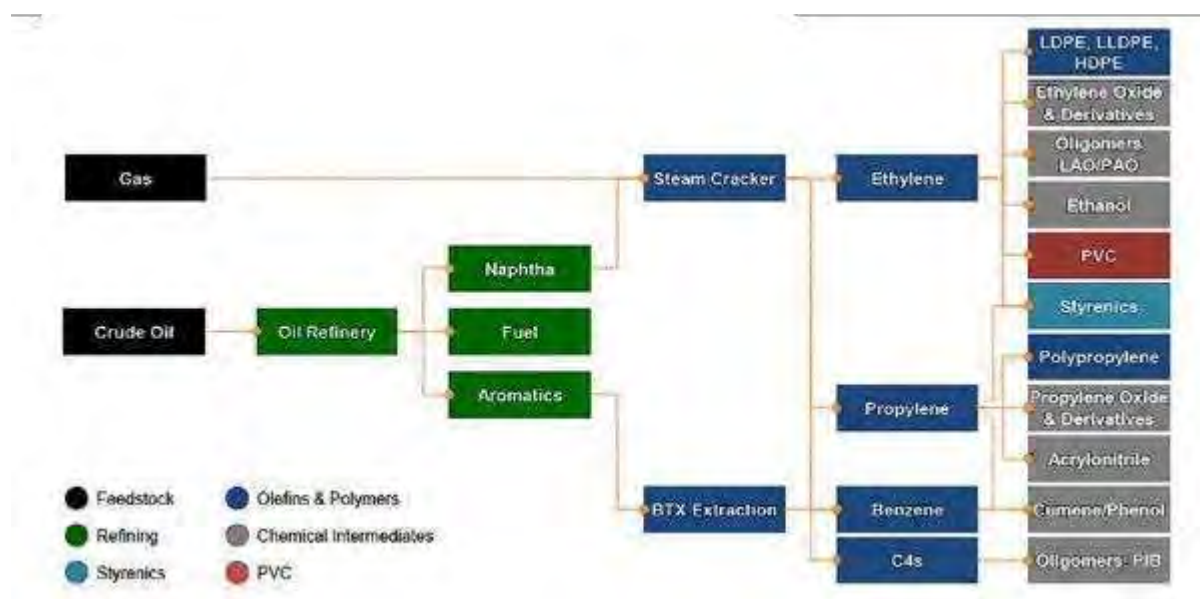 LDPE, LLDPE,
HDPE
Ethylene Oxide
& Derivatives
Oligomers
LAO/PAO
Gas
Steam Cracker
Ethylene
Ethanol
Naphtha
PVC
Crude Oil
Oil Refinery
Fuel
Styrenics
Polypropylene
Aromatics
Propylene
Propylene Oxide
& Derivatives
Acrylonitrile
Feedstock
Olefins & Polymers
BTX Extraction
Benzene
Cumene/Phenol
Refining
Chemical Intermediates
C4s
Oligomers PIB
Styrenics
PVC